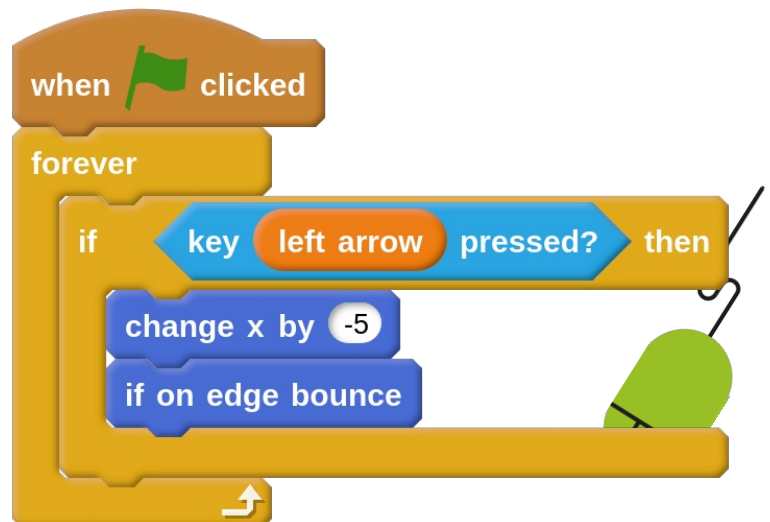 when clicked
forever
if key left arrow pressed? then
change x by -5
if on edge bounce